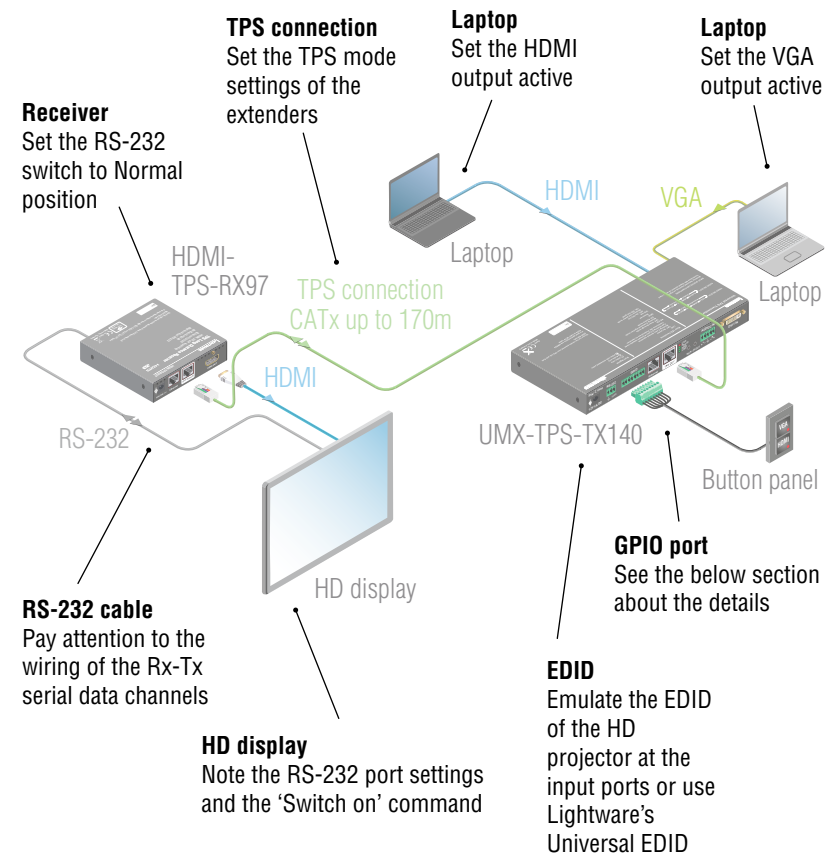 TPS connection
Set the TPS mode
settings of the
extenders
Laptop
Set the HDMI
output active
Laptop
Set the VGA
output active
Receiver
Set the RS-232
switch to Normal
position
HDMI
VGA
Laptop
Laptop
HDMI-
TPS-RX97
TPS connection
CATx up to 170m
HDMI
RS-232
UMX-TPS-TX140
VGA
HDMI
Button panel
HD display
GPIO port
See the below section
about the details
RS-232 cable
Pay attention to the
wiring of the Rx-Tx
serial data channels
EDID
Emulate the EDID
of the HD
projector at the
input ports or use
Lightware's
Universal EDID
HD display
Note the RS-232 port settings
and the ‘Switch on’ command